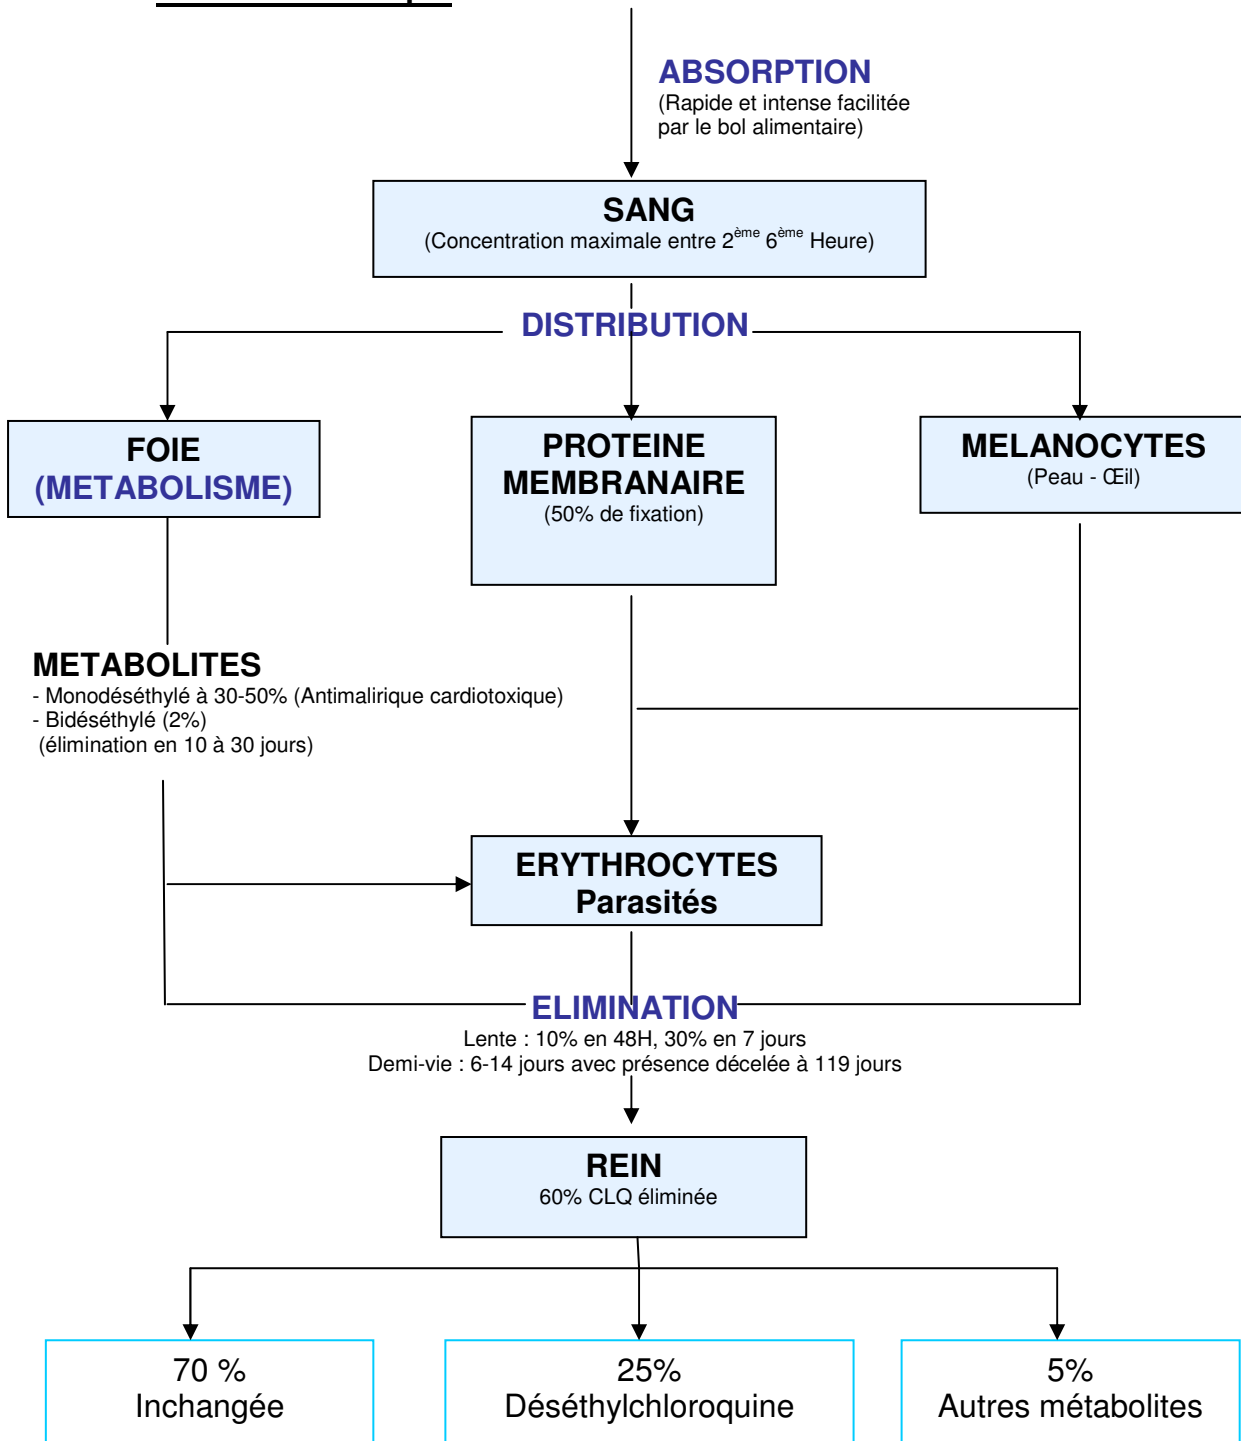 ABSORPTION
(Rapide et intense facilitée
par le bol alimentaire)
SANG
(Concentration maximale entre 2ème 6ème Heure)
DISTRIBUTION
FOIE
(METABOLISME)
PROTEINE
MEMBRANAIRE
(50% de fixation)
MELANOCYTES
(Peau - Œil)
METABOLITES
- Monodéséthylé à 30-50% (Antimalirique cardiotoxique)
- Bidéséthylé (2%)
(élimination en 10 à 30 jours)
ERYTHROCYTES
Parasités
ELIMINATION
Lente : 10% en 48H, 30% en 7 jours
Demi-vie : 6-14 jours avec présence décelée à 119 jours
REIN
60% CLQ éliminée
70 %
Inchangée
25%
Déséthylchloroquine
5%
Autres métabolites